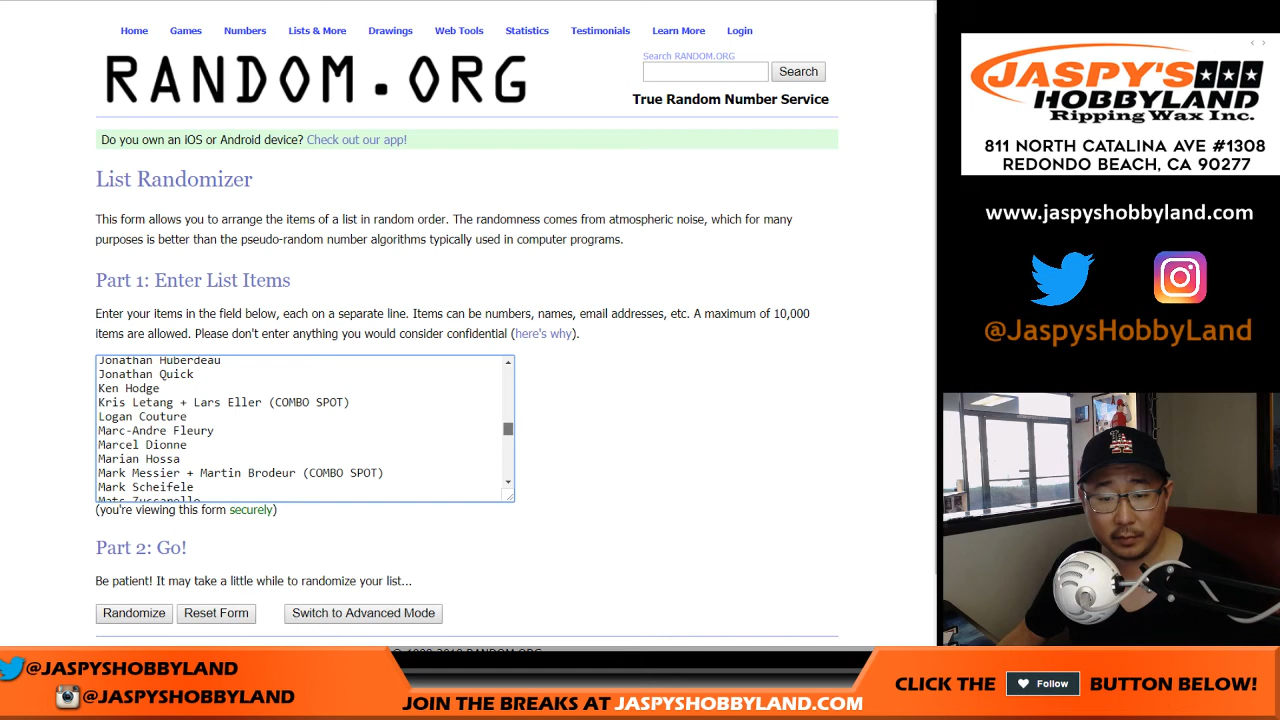 Home Games Numbers Lists & More Drawings Web Tools Statistics Testimonials Learn More Login
RANDOM.ORG
Search RANDOM.ORG
Search
True Random Number Service
Do you own an iOS or Android device? Check out our app!
List Randomizer
This form allows you to arrange the items of a list in random order. The randomness comes from atmospheric noise, which for many
purposes is better than the pseudo-random number algorithms typically used in computer programs.
Part 1: Enter List Items
Enter your items in the field below, each on a separate line. Items can be numbers, names, email addresses, etc. A maximum of 10,000
items are allowed. Please don't enter anything you would consider confidential (here's why).
Jonathan Huberdeau
Jonathan Quick
Ken Hodge
Kris Letang + Lars Eller (COMBO SPOT)
Logan Couture
Marc-Andre Fleury
Marcel Dionne
Marian Hossa
Mark Messier + Martin Brodeur (COMBO SPOT)
Mark Scheifele
Mats Zuccarello
(you're viewing this form securely)
Part 2: Go!
Be patient! It may take a little while to randomize your list...
Randomize Reset Form Switch to Advanced Mode
JASPY'S
HOBBYLAND
Ripping Wax Inc.
811 NORTH CATALINA AVE #1308
REDONDO BEACH, CA 90277
www.jaspyshobbyland.com
@JaspysHobbyLand
@JASPYSHOBBYLAND
@JASPYSHOBBYLAND
JOIN THE BREAKS AT JASPYSHOBBYLAND.COM
CLICK THE Follow BUTTON BELOW!